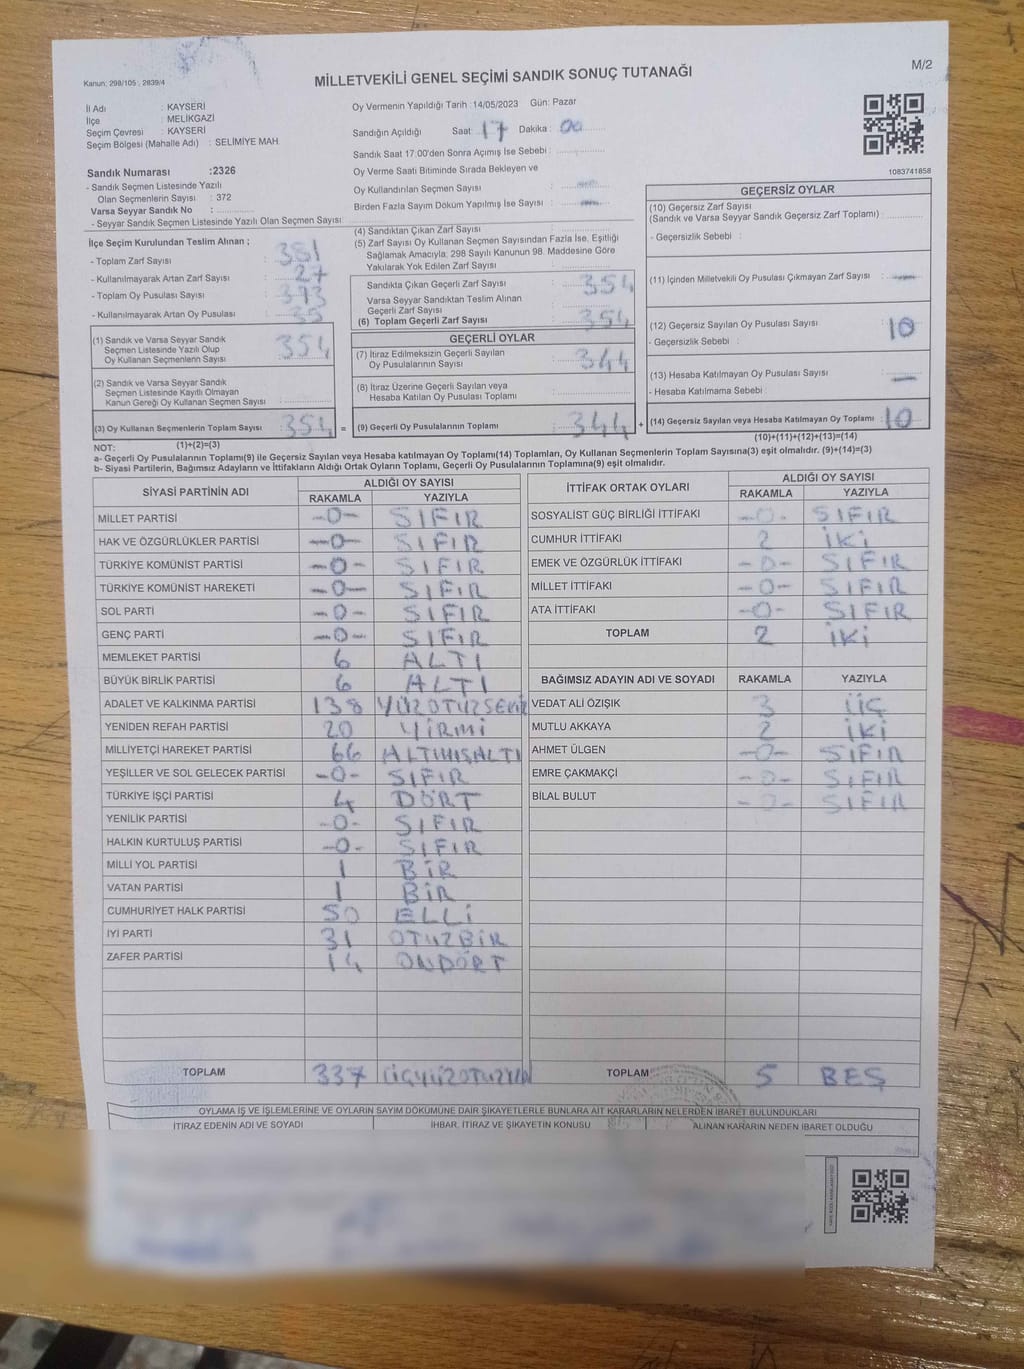 Kanun: 298/105 , 2839/4
M/2
MİLLETVEKİLİ GENEL SEÇİMİ SANDIK SONUÇ TUTANAĞI
İl Adı : KAYSERİ
İlçe : MELİKGAZİ
Seçim Çevresi : KAYSERİ
Seçim Bölgesi (Mahalle Adı) : SELİMİYE MAH.
Oy Vermenin Yapıldığı Tarih :14/05/2023 Gün: Pazar
Sandığın Açıldığı Saat: 17 Dakika : 00
Sandık Saat 17:00'den Sonra Açımış İse Sebebi :
Oy Verme Saati Bitiminde Sırada Bekleyen ve
Oy Kullandırılan Seçmen Sayısı : —
Birden Fazla Sayım Döküm Yapılmış İse Sayısı : —
1083741858
Sandık Numarası :2326
- Sandık Seçmen Listesinde Yazılı
Olan Seçmenlerin Sayısı : 372
Varsa Seyyar Sandık No :
- Seyyar Sandık Seçmen Listesinde Yazılı Olan Seçmen Sayısı:
İlçe Seçim Kurulundan Teslim Alınan ;
- Toplam Zarf Sayısı : 381
- Kullanılmayarak Artan Zarf Sayısı : 27
- Toplam Oy Pusulası Sayısı : 393
- Kullanılmayarak Artan Oy Pusulası
(1) Sandık ve Varsa Seyyar Sandık
Seçmen Listesinde Yazılı Olup
Oy Kullanan Seçmenlerin Sayısı : 354
(2) Sandık ve Varsa Seyyar Sandık
Seçmen Listesinde Kayıtlı Olmayan
Kanun Gereği Oy Kullanan Seçmen Sayısı :
(3) Oy Kullanan Seçmenlerin Toplam Sayısı : 354 =
(1)+(2)=(3)
(4) Sandıktan Çıkan Zarf Sayısı :
(5) Zarf Sayısı Oy Kullanan Seçmen Sayısından Fazla İse, Eşitliği
Sağlamak Amacıyla; 298 Sayılı Kanunun 98. Maddesine Göre
Yakılarak Yok Edilen Zarf Sayısı :
Sandıkta Çıkan Geçerli Zarf Sayısı : 354
Varsa Seyyar Sandıktan Teslim Alınan
Geçerli Zarf Sayısı :
(6) Toplam Geçerli Zarf Sayısı : 354
GEÇERLİ OYLAR
(7) İtiraz Edilmeksizin Geçerli Sayılan
Oy Pusulalarının Sayısı : 344
(8) İtiraz Üzerine Geçerli Sayılan veya
Hesaba Katılan Oy Pusulası Toplamı :
(9) Geçerli Oy Pusulalarının Toplamı : 344 +
GEÇERSİZ OYLAR
(10) Geçersiz Zarf Sayısı
(Sandık ve Varsa Seyyar Sandık Geçersiz Zarf Toplamı) :
- Geçersizlik Sebebi :
(11) İçinden Milletvekili Oy Pusulası Çıkmayan Zarf Sayısı : —
(12) Geçersiz Sayılan Oy Pusulası Sayısı : 10
- Geçersizlik Sebebi :
(13) Hesaba Katılmayan Oy Pusulası Sayısı : —
- Hesaba Katılmama Sebebi :
(14) Geçersiz Sayılan veya Hesaba Katılmayan Oy Toplamı : 10
(10)+(11)+(12)+(13)=(14)
NOT:
a- Geçerli Oy Pusulalarının Toplamı(9) ile Geçersiz Sayılan veya Hesaba katılmayan Oy Toplamı(14) Toplamları, Oy Kullanan Seçmenlerin Toplam Sayısına(3) eşit olmalıdır. (9)+(14)=(3)
b- Siyasi Partilerin, Bağımsız Adayların ve İttifakların Aldığı Ortak Oyların Toplamı, Geçerli Oy Pusulalarının Toplamına(9) eşit olmalıdır.
SİYASİ PARTİNİN ADI ALDIĞI OY SAYISI
RAKAMLA YAZIYLA
MİLLET PARTİSİ -0- SIFIR
HAK VE ÖZGÜRLÜKLER PARTİSİ -0- SIFIR
TÜRKİYE KOMÜNİST PARTİSİ -0- SIFIR
TÜRKİYE KOMÜNİST HAREKETİ -0- SIFIR
SOL PARTİ -0- SIFIR
GENÇ PARTİ -0- SIFIR
MEMLEKET PARTİSİ 6 ALTI
BÜYÜK BİRLİK PARTİSİ 6 ALTI
ADALET VE KALKINMA PARTİSİ 138 YÜZOTUZSEKİZ
YENİDEN REFAH PARTİSİ 20 YİRMİ
MİLLİYETÇİ HAREKET PARTİSİ 66 ALTIMIŞALTI
YEŞİLLER VE SOL GELECEK PARTİSİ -0- SIFIR
TÜRKİYE İŞÇİ PARTİSİ 4 DÖRT
YENİLİK PARTİSİ -0- SIFIR
HALKIN KURTULUŞ PARTİSİ -0- SIFIR
MİLLİ YOL PARTİSİ 1 BİR
VATAN PARTİSİ 1 BİR
CUMHURİYET HALK PARTİSİ 50 ELLİ
İYİ PARTİ 31 OTUZBİR
ZAFER PARTİSİ 14 ONDÖRT
TOPLAM 337
İTTİFAK ORTAK OYLARI ALDIĞI OY SAYISI
RAKAMLA YAZIYLA
SOSYALİST GÜÇ BİRLİĞİ İTTİFAKI -0- SIFIR
CUMHUR İTTİFAKI 2 İKİ
EMEK VE ÖZGÜRLÜK İTTİFAKI -0- SIFIR
MİLLET İTTİFAKI -0- SIFIR
ATA İTTİFAKI -0- SIFIR
TOPLAM 2 İKİ
BAĞIMSIZ ADAYIN ADI VE SOYADI RAKAMLA YAZIYLA
VEDAT ALİ ÖZIŞIK 3 ÜÇ
MUTLU AKKAYA 2 İKİ
AHMET ÜLGEN -0- SIFIR
EMRE ÇAKMAKÇİ -0- SIFIR
BİLAL BULUT -0- SIFIR
TOPLAM 5 BEŞ
OYLAMA İŞ VE İŞLEMLERİNE VE OYLARIN SAYIM DÖKÜMÜNE DAİR ŞİKAYETLERLE BUNLARA AİT KARARLARIN NELERDEN İBARET BULUNDUKLARI
İTİRAZ EDENİN ADI VE SOYADI İHBAR, İTİRAZ VE ŞİKAYETİN KONUSU ALINAN KARARIN NEDEN İBARET OLDUĞU